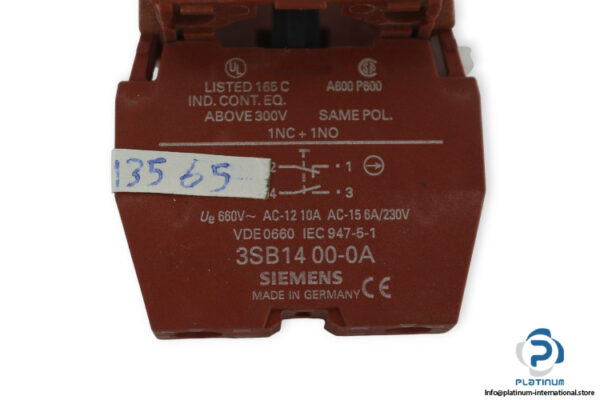 UL
LISTED 165 C
IND. CONT. EQ.
ABOVE 300V
A600 P600
SAME POL.
1NC + 1NO
13565
2 1
4 3
Ue 660V~ AC-12 10A AC-15 6A/230V
VDE 0660 IEC 947-5-1
3SB14 00-0A
SIEMENS
MADE IN GERMANY CE
PLATINUM
Info@platinum-international.store